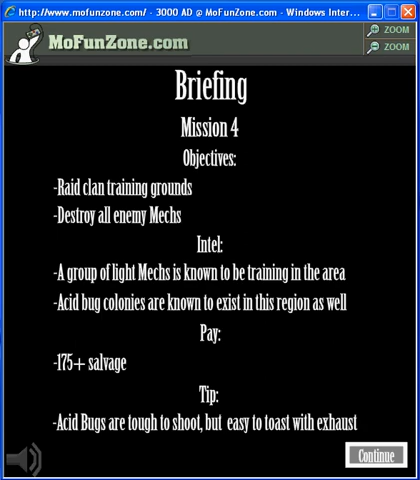 http://www.mofunzone.com/ - 3000 AD @ MoFunZone.com - Windows Inter...
MoFunZone.com
ZOOM
ZOOM
Briefing
Mission 4
Objectives:
-Raid clan training grounds
-Destroy all enemy Mechs
Intel:
-A group of light Mechs is known to be training in the area
-Acid bug colonies are known to exist in this region as well
Pay:
-175+ salvage
Tip:
-Acid Bugs are tough to shoot, but easy to toast with exhaust
Continue